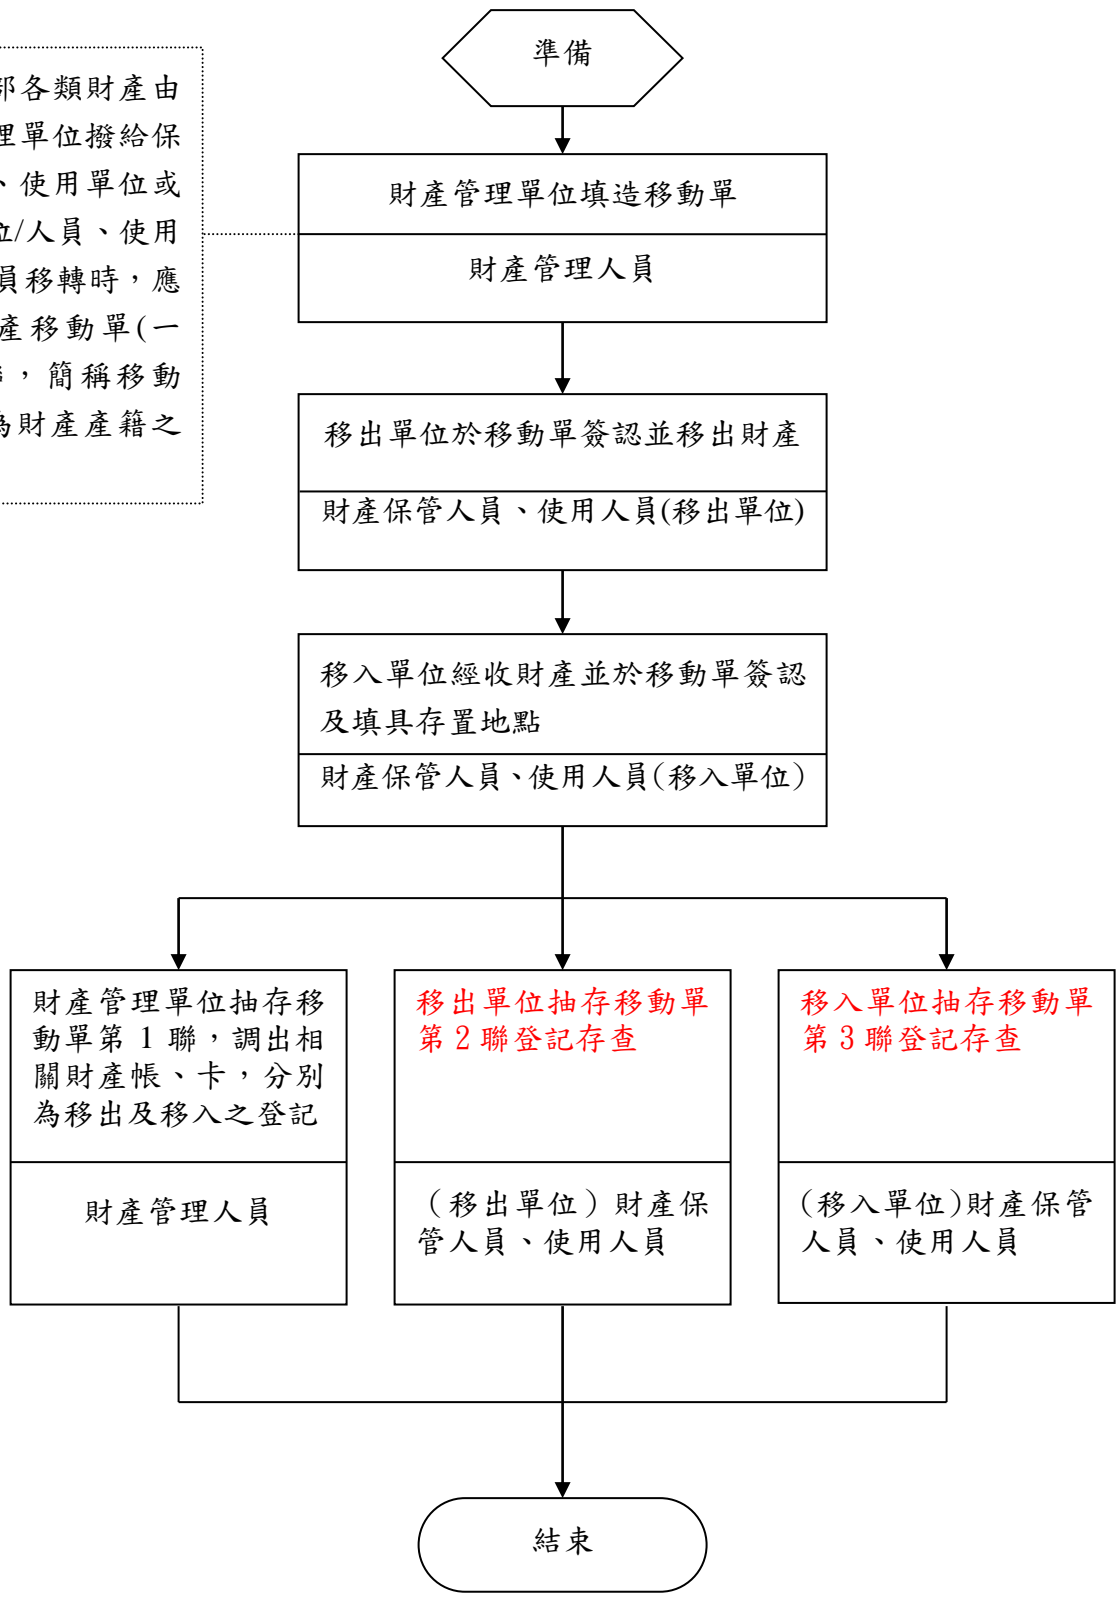 準備
部各類財產由
理單位撥給保
、使用單位或
位/人員、使用
員移轉時，應
產移動單(一
，簡稱移動
為財產產籍之
財產管理單位填造移動單
財產管理人員
移出單位於移動單簽認並移出財產
財產保管人員、使用人員(移出單位)
移入單位經收財產並於移動單簽認
及填具存置地點
財產保管人員、使用人員(移入單位)
財產管理單位抽存移
動單第1聯，調出相
關財產帳、卡，分別
為移出及移入之登記
財產管理人員
移出單位抽存移動單
第2聯登記存查
（移出單位）財產保
管人員、使用人員
移入單位抽存移動單
第3聯登記存查
(移入單位)財產保管
人員、使用人員
結束